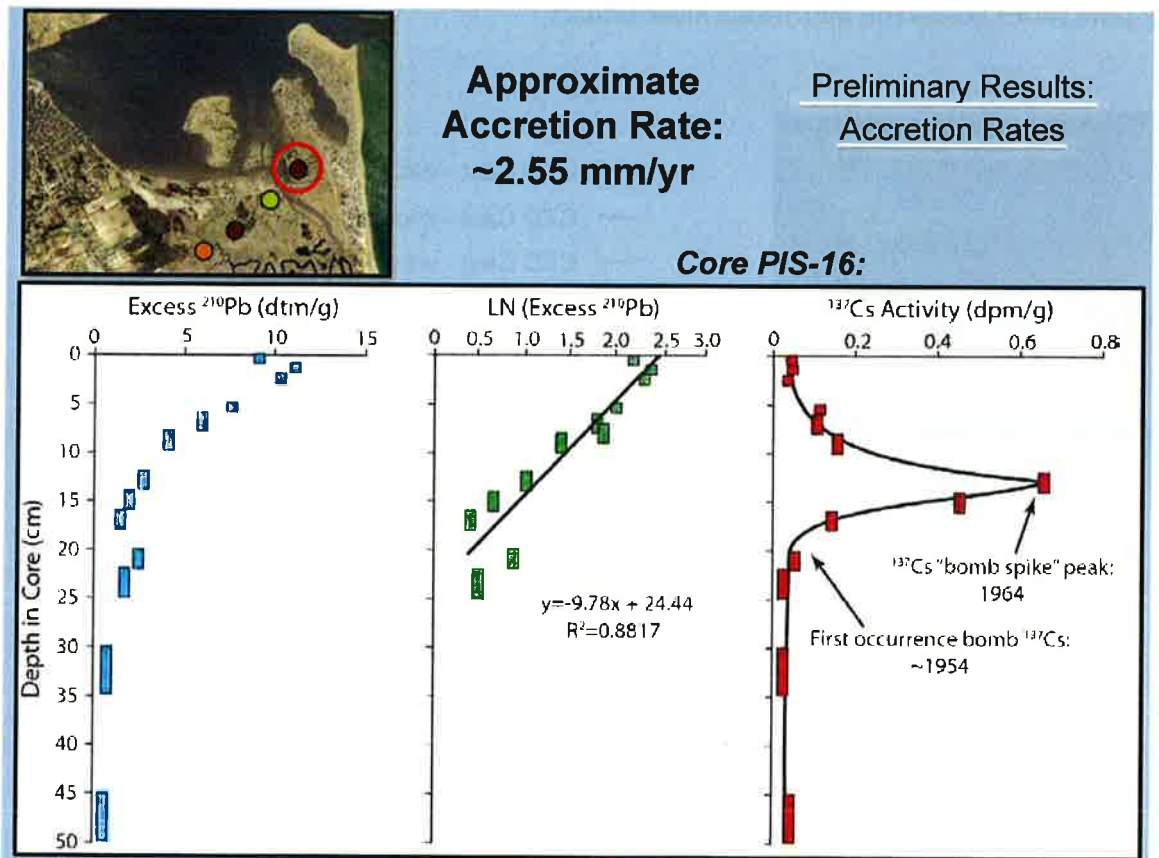 Approximate
Accretion Rate:
~2.55 mm/yr
Preliminary Results:
Accretion Rates
Core PIS-16:
Excess ²¹⁰Pb (dtm/g)
0 5 10 15
Depth in Core (cm)
0
5
10
15
20
25
30
35
40
45
50
LN (Excess ²¹⁰Pb)
0 0.5 1.5 1.5 2.0 2.5 3.0
y=-9.78x + 24.44
R²=0.8817
¹³⁷Cs Activity (dpm/g)
0 0.2 0.4 0.6 0.8
¹³⁷Cs "bomb spike" peak:
1964
First occurrence bomb ¹³⁷Cs:
~1954